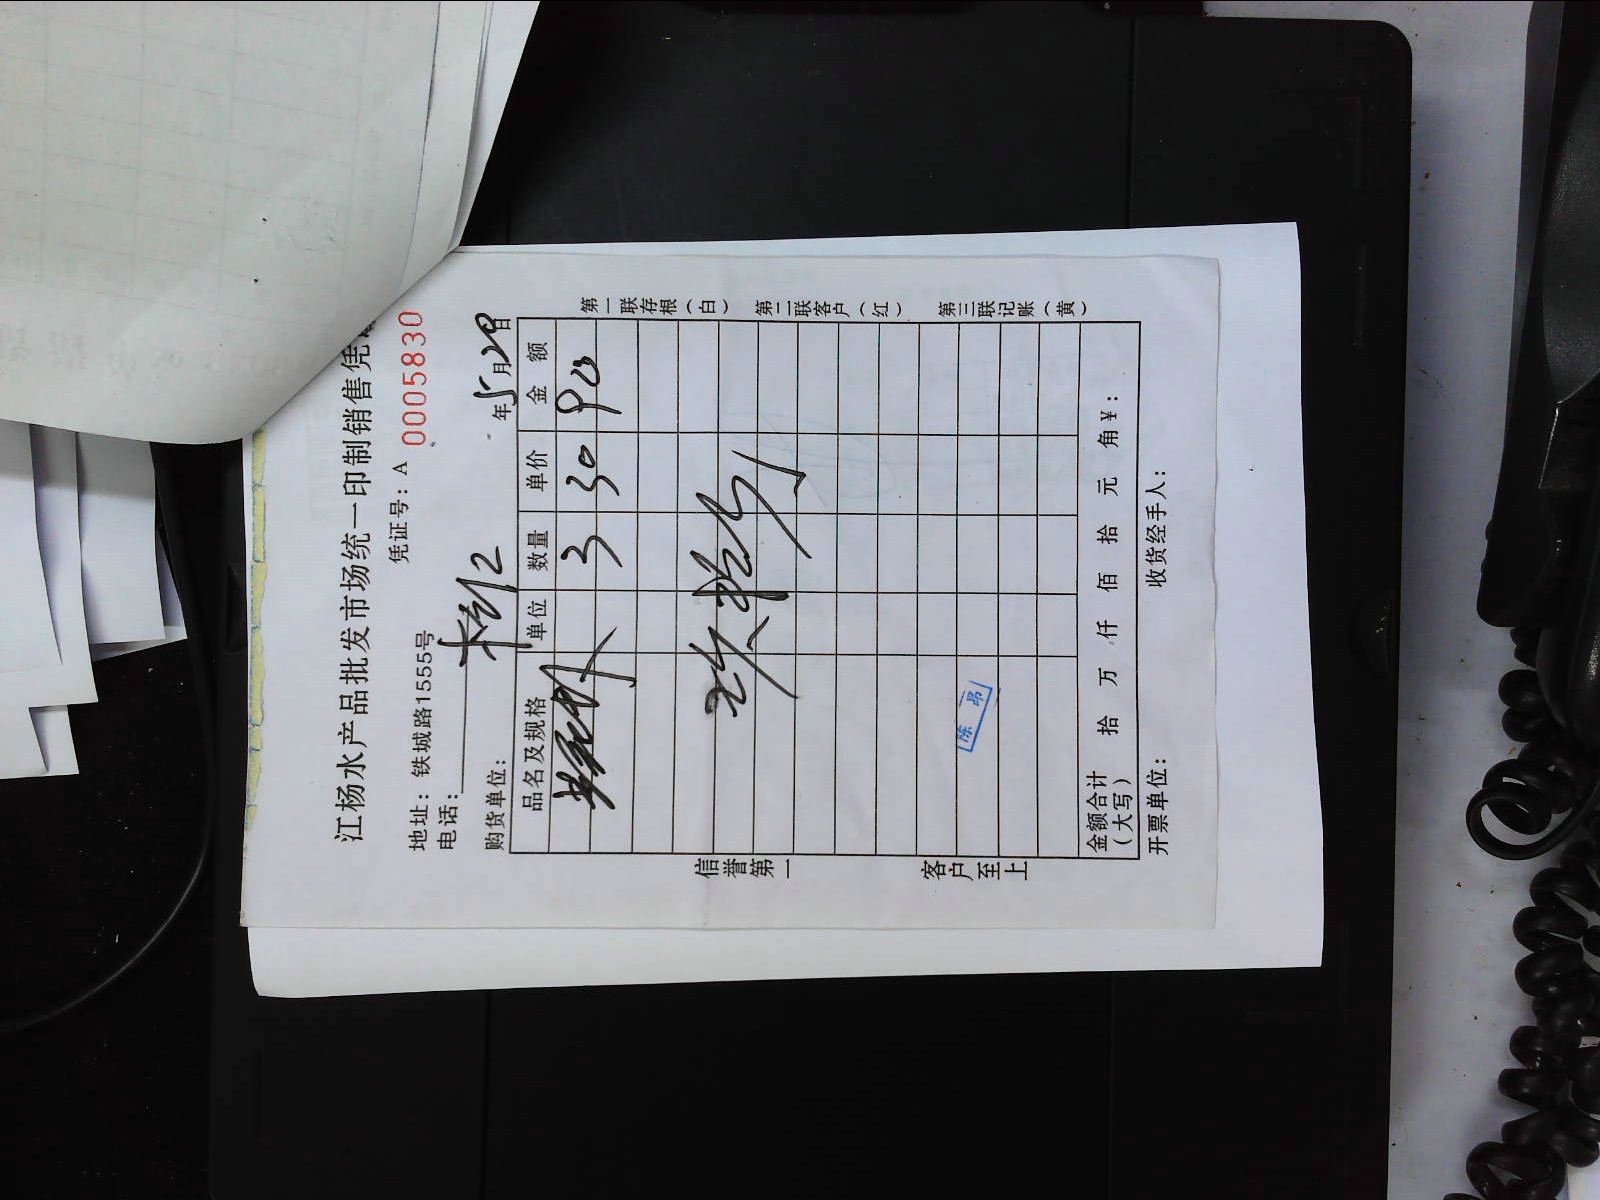 江杨水产品批发市场统一印制销售凭
凭证号：A 0005830
地址：铁城路1555号
电话：
购货单位：
年5月29日
品名及规格 单位 数量 单价 金额
3 30 90
信誉第一
客户至上
第一联存根（白）
第二联客户（红）
第三联记账（黄）
陈昂
金额合计（大写） 拾 万 仟 佰 拾 元 角 ¥：
开票单位： 收货经手人：